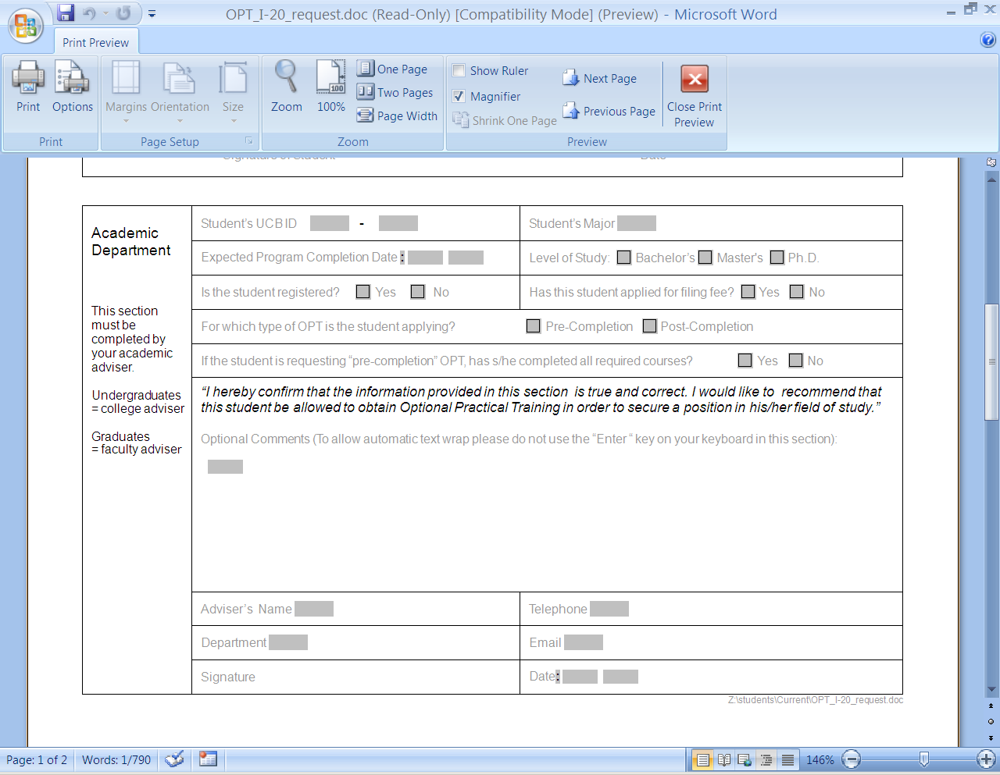 OPT_I-20_request.doc (Read-Only) [Compatibility Mode] (Preview) - Microsoft Word
Print Preview
Print
Options
Margins
Orientation
Size
Zoom
100
100%
One Page
Two Pages
Page Width
Show Ruler
Magnifier
Shrink One Page
Next Page
Previous Page
Close Print
Preview
Print
Page Setup
Zoom
Preview
Signature of Student
Date
Academic
Department
This section
must be
completed by
your academic
adviser.
Undergraduates
= college adviser
Graduates
= faculty adviser
Student’s UCB ID -
Student’s Major
Expected Program Completion Date :
Level of Study: Bachelor’s Master's Ph.D.
Is the student registered? Yes No
Has this student applied for filing fee? Yes No
For which type of OPT is the student applying? Pre-Completion Post-Completion
If the student is requesting “pre-completion” OPT, has s/he completed all required courses? Yes No
“I hereby confirm that the information provided in this section is true and correct. I would like to recommend that
this student be allowed to obtain Optional Practical Training in order to secure a position in his/her field of study.”
Optional Comments (To allow automatic text wrap please do not use the “Enter “ key on your keyboard in this section):
Adviser’s Name
Telephone
Department
Email
Signature
Date:
Z:\students\Current\OPT_I-20_request.doc
Page: 1 of 2
Words: 1/790
146%